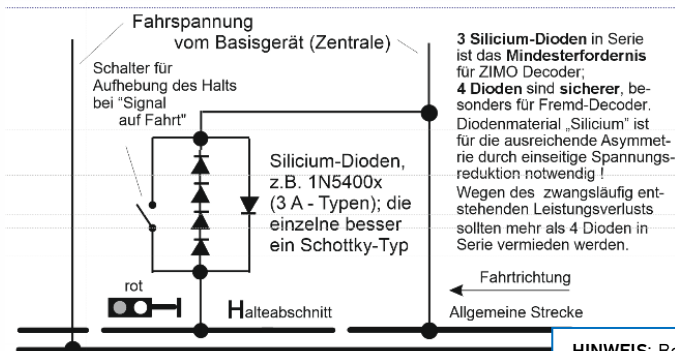 Fahrspannung
vom Basisgerät (Zentrale)
Schalter für
Aufhebung des Halts
bei "Signal
auf Fahrt"
Silicium-Dioden,
z.B. 1N5400x
(3 A - Typen); die
einzelne besser
ein Schottky-Typ
3 Silicium-Dioden in Serie
ist das Mindesterfordernis
für ZIMO Decoder;
4 Dioden sind sicherer, be-
sonders für Fremd-Decoder.
Diodenmaterial „Silicium" ist
für die ausreichende Asymmet-
rie durch einseitige Spannungs-
reduktion notwendig !
Wegen des zwangsläufig ent-
stehenden Leistungsverlusts
sollten mehr als 4 Dioden in
Serie vermieden werden.
Fahrtrichtung
rot
Halteabschnitt
Allgemeine Strecke
HINWEIS: